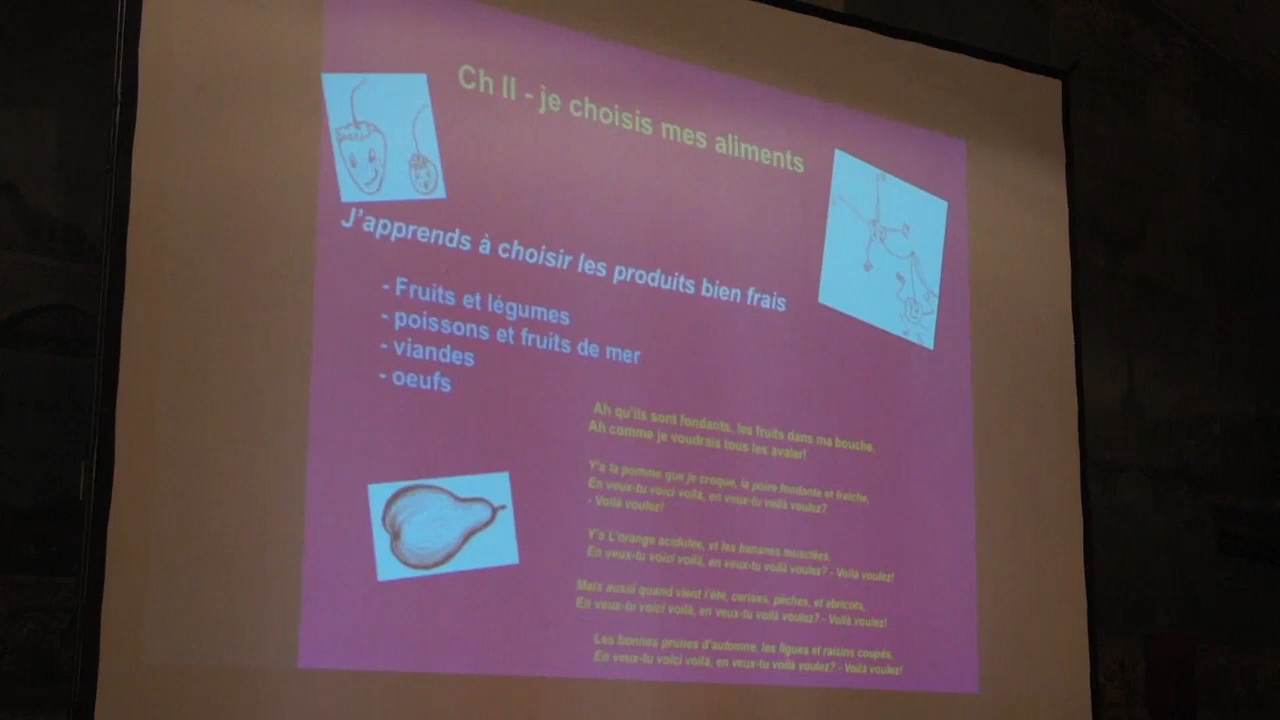 Ch II - je choisis mes aliments
J'apprends à choisir les produits bien frais
- Fruits et légumes
- poissons et fruits de mer
- viandes
- oeufs
Ah qu'ils sont fondants, les fruits dans ma bouche,
Ah comme je voudrais tous les avaler!
Y'a la pomme que je croque, la poire fondante et fraîche,
En veux-tu voici voilà, en veux-tu voilà voulez?
- Voilà voulez!
Y'a L'orange acidulée, et les bananes musclées,
En veux-tu voici voilà, en veux-tu voilà voulez? - Voilà voulez!
Mais aussi quand vient l'été, cerises, pêches, et abricots,
En veux-tu voici voilà, en veux-tu voilà voulez? - Voilà voulez!
Les bonnes prunes d'automne, les figues et raisins coupés,
En veux-tu voici voilà, en veux-tu voilà voulez? - Voilà voulez!